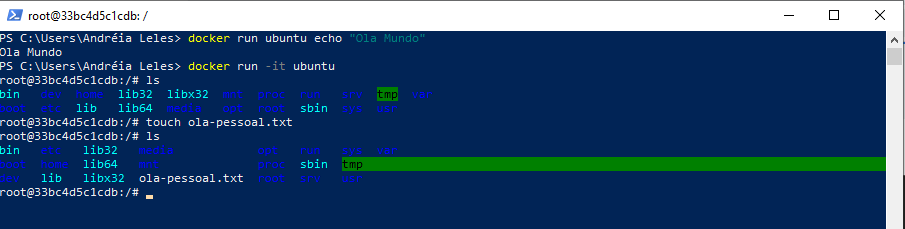 root@33bc4d5c1cdb: /
PS C:\Users\Andréia Leles> docker run ubuntu echo "Ola Mundo"
Ola Mundo
PS C:\Users\Andréia Leles> docker run -it ubuntu
root@33bc4d5c1cdb:/# ls
bin dev home lib32 libx32 mnt proc run srv tmp var
boot etc lib lib64 media opt root sbin sys usr
root@33bc4d5c1cdb:/# touch ola-pessoal.txt
root@33bc4d5c1cdb:/# ls
bin etc lib32 media opt run sys var
boot home lib64 mnt proc sbin tmp
dev lib libx32 ola-pessoal.txt root srv usr
root@33bc4d5c1cdb:/#